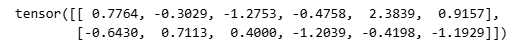 tensor([[ 0.7764, -0.3029, -1.2753, -0.4758,  2.3839,  0.9157],
        [-0.6430,  0.7113,  0.4000, -1.2039, -0.4198, -1.1929]])